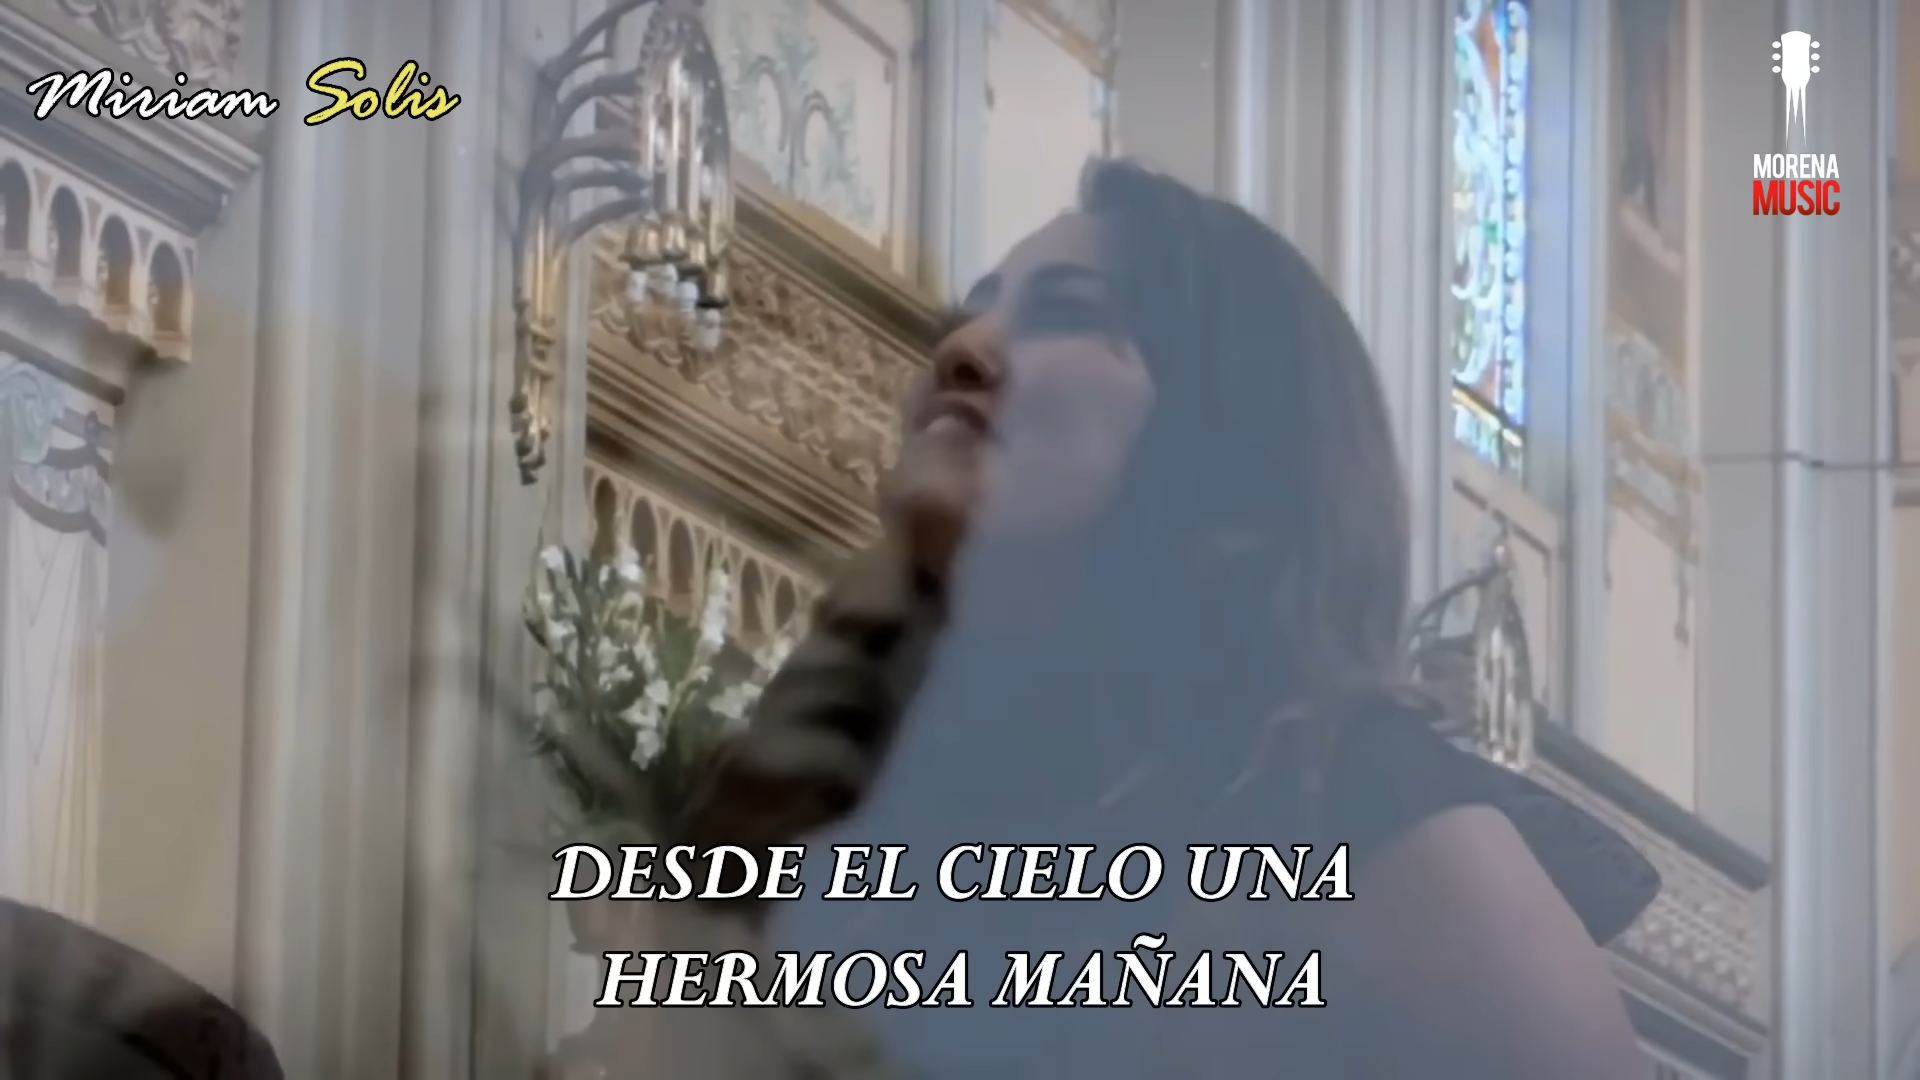 Miriam Solis
MORENA
MUSIC
DESDE EL CIELO UNA
HERMOSA MAÑANA